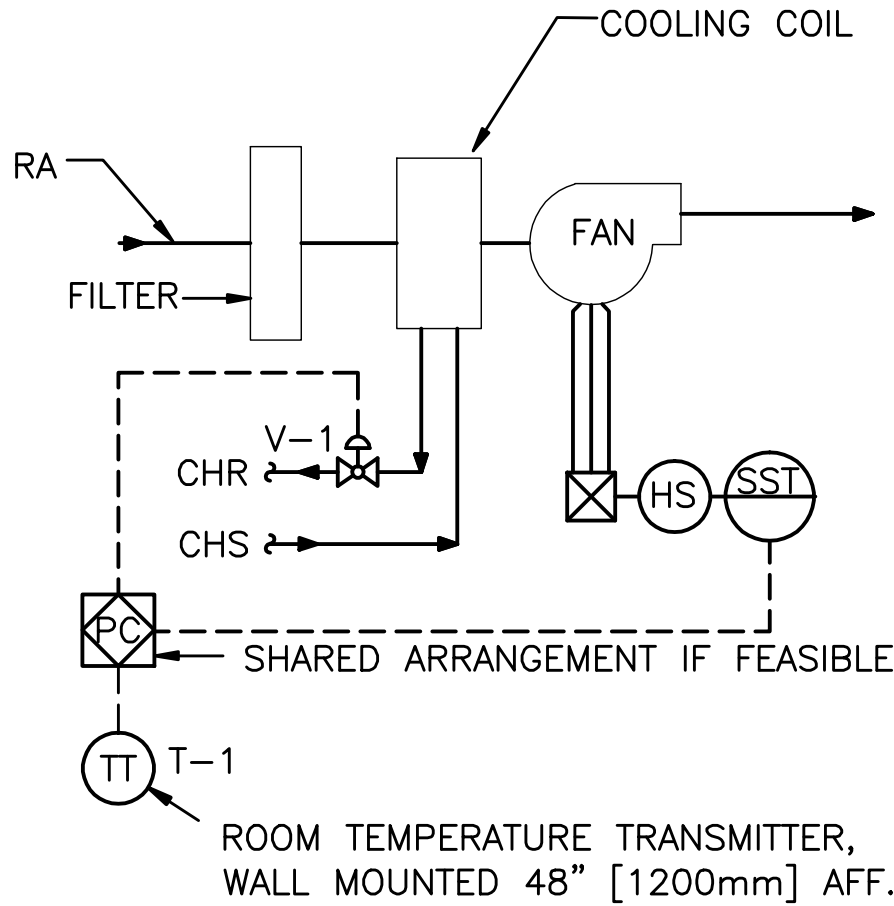 COOLING COIL
RA
FAN
FILTER
V-1
CHR
HS
SST
CHS
PC
SHARED ARRANGEMENT IF FEASIBLE
TT
T-1
ROOM TEMPERATURE TRANSMITTER,
WALL MOUNTED 48" [1200mm] AFF.